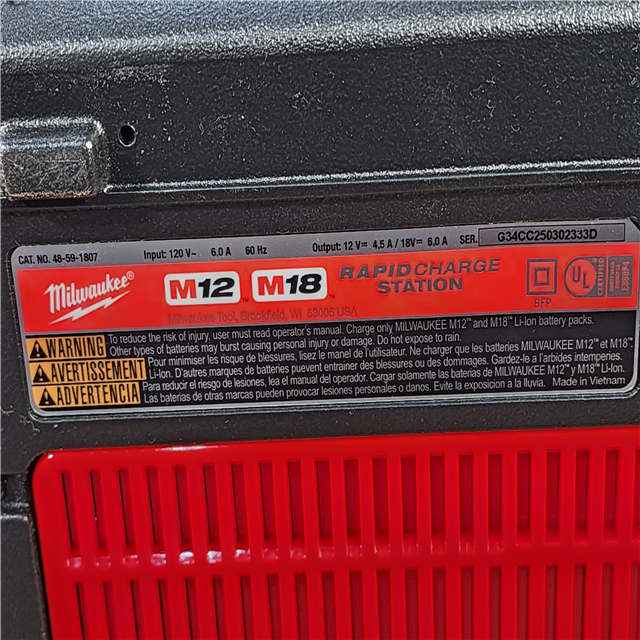 CAT. NO. 48-59-1807 Input: 120 V~ 6,0 A 60 Hz Output: 12 V⎓ 4,5 A / 18V⎓ 6,0 A SER. G34CC250302333D
Milwaukee®
M12™ M18™
RAPID CHARGE
STATION
BFP
UL
CERTIFIED
Milwaukee Tool, Brookfield, WI 53005 USA
WARNING To reduce the risk of injury, user must read operator's manual. Charge only MILWAUKEE M12™ and M18™ Li-Ion battery packs.
Other types of batteries may burst causing personal injury or damage. Do not expose to rain.
AVERTISSEMENT Pour minimiser les risque de blessures, lisez le manel de l'utilisateur. Ne charger que les batteries MILWAUKEE M12™ et M18™
Li-Ion. D'autres marques de batteries peuvent entraîner des blessures ou des dommages. Gardez-le a l'abrides intemperies.
ADVERTENCIA Para reducir el riesgo de lesiones, lea el manual del operador. Cargar solamente las baterías de MILWAUKEE M12™ y M18™ Li-Ion.
Las baterías de otras marcas pueden provocar lesiones personales o daños. Evite la exposicion a la lluvia. Made in Vietnam